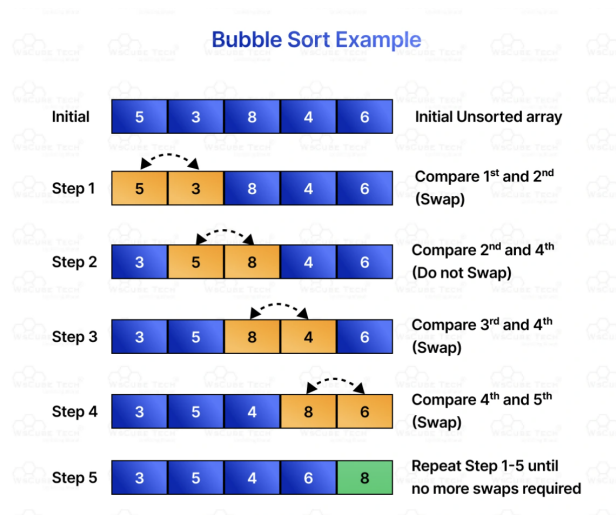 Bubble Sort Example
Initial 5 3 8 4 6 Initial Unsorted array
Step 1 5 3 8 4 6 Compare 1st and 2nd
(Swap)
Step 2 3 5 8 4 6 Compare 2nd and 4th
(Do not Swap)
Step 3 3 5 8 4 6 Compare 3rd and 4th
(Swap)
Step 4 3 5 4 8 6 Compare 4th and 5th
(Swap)
Step 5 3 5 4 6 8 Repeat Step 1-5 until
no more swaps required